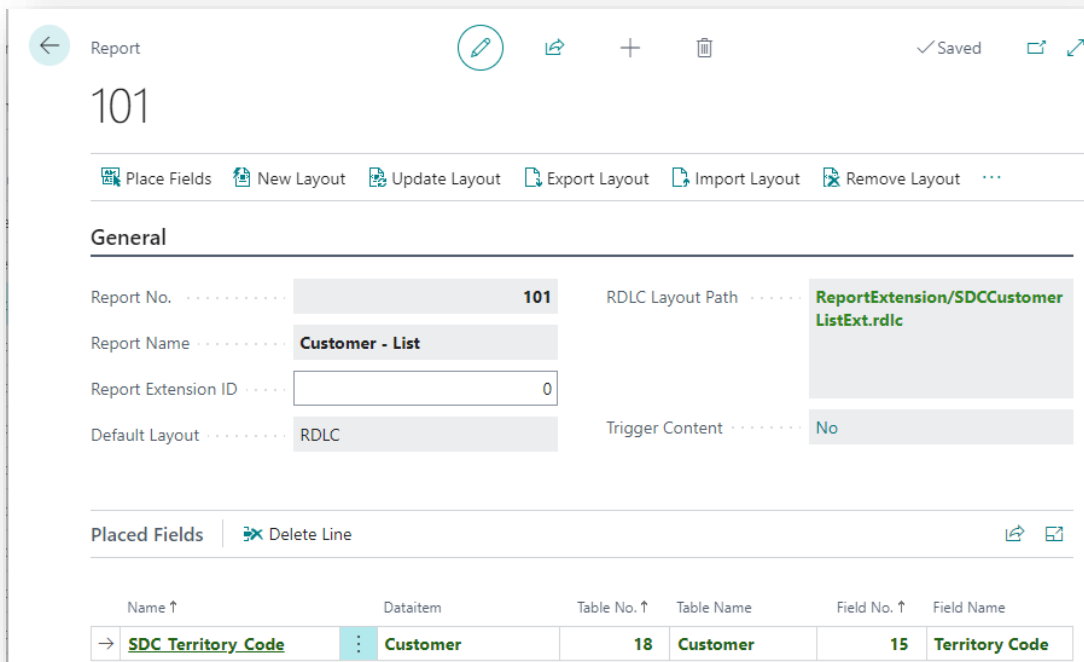 Report
Saved
101
Place Fields New Layout Update Layout Export Layout Import Layout Remove Layout ...
General
Report No. 101 RDLC Layout Path ReportExtension/SDCCustomer
ListExt.rdlc
Report Name Customer - List
Report Extension ID 0
Default Layout RDLC Trigger Content No
Placed Fields Delete Line
Name ↑ Dataitem Table No. ↑ Table Name Field No. ↑ Field Name
→ SDC_Territory_Code Customer 18 Customer 15 Territory Code